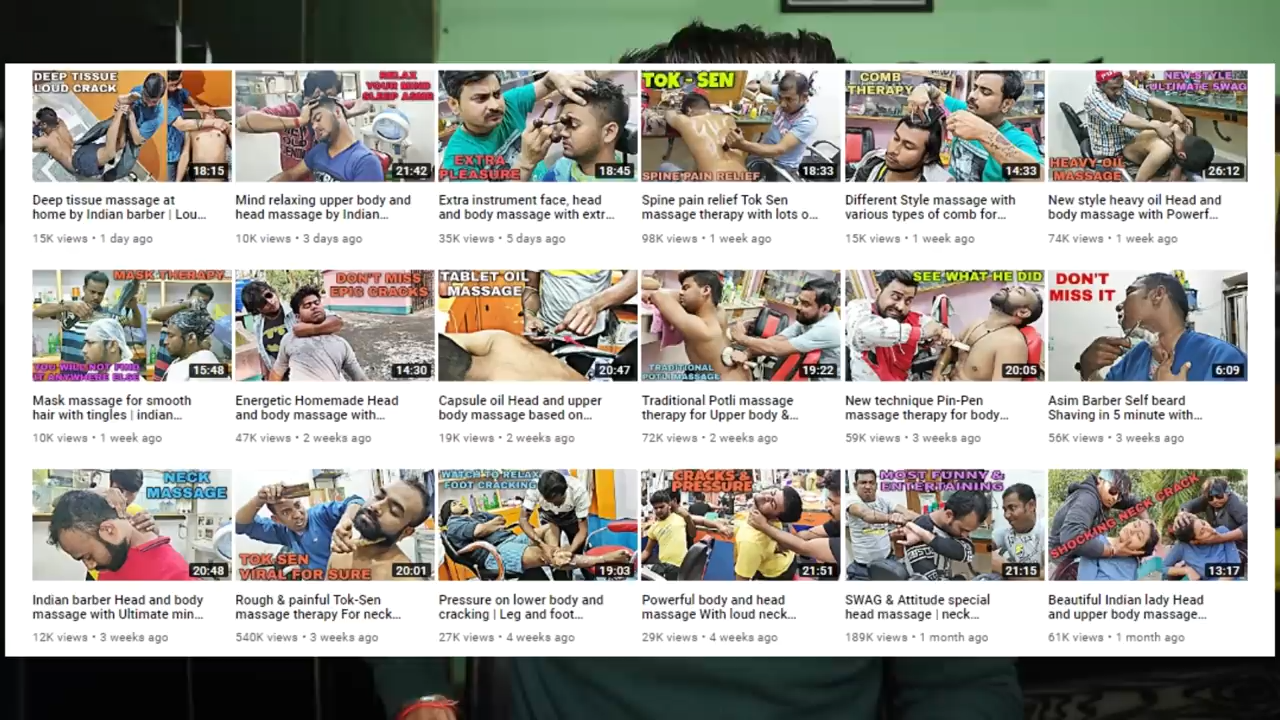 DEEP TISSUE
LOUD CRACK
18:15
RELAX
YOUR MIND
SLEEP ASMR
21:42
EXTRA
PLEASURE
18:45
TOK - SEN
SPINE PAIN RELIEF
18:33
COMB
THERAPY
14:33
NEW STYLE
ULTIMATE SWAG
HEAVY OIL
MASSAGE
26:12
Deep tissue massage at
home by Indian barber | Lou...
15K views • 1 day ago
Mind relaxing upper body and
head massage by Indian...
10K views • 3 days ago
Extra instrument face, head
and body massage with extr...
35K views • 5 days ago
Spine pain relief Tok Sen
massage therapy with lots o...
98K views • 1 week ago
Different Style massage with
various types of comb for...
15K views • 1 week ago
New style heavy oil Head and
body massage with Powerf...
74K views • 1 week ago
MASK THERAPY
YOU WILL NOT FIND
IT ANYWHERE ELSE
15:48
DON'T MISS
EPIC CRACKS
14:30
TABLET OIL
MASSAGE
20:47
TRADITIONAL
POTLI MASSAGE
19:22
SEE WHAT HE DID
20:05
DON'T
MISS IT
6:09
Mask massage for smooth
hair with tingles | indian...
10K views • 1 week ago
Energetic Homemade Head
and body massage with...
47K views • 2 weeks ago
Capsule oil Head and upper
body massage based on...
19K views • 2 weeks ago
Traditional Potli massage
therapy for Upper body &...
72K views • 2 weeks ago
New technique Pin-Pen
massage therapy for body...
59K views • 3 weeks ago
Asim Barber Self beard
Shaving in 5 minute with...
56K views • 3 weeks ago
NECK
MASSAGE
20:48
TOK-SEN
VIRAL FOR SURE
20:01
WATCH TO RELAX
FOOT CRACKING
19:03
CRACKS &
PRESSURE
21:51
MOST FUNNY &
ENTERTAINING
21:15
SHOCKING NECK CRACK
13:17
Indian barber Head and body
massage with Ultimate min...
12K views • 3 weeks ago
Rough & painful Tok-Sen
massage therapy For neck...
540K views • 3 weeks ago
Pressure on lower body and
cracking | Leg and foot...
27K views • 4 weeks ago
Powerful body and head
massage With loud neck...
29K views • 4 weeks ago
SWAG & Attitude special
head massage | neck...
189K views • 1 month ago
Beautiful Indian lady Head
and upper body massage...
61K views • 1 month ago